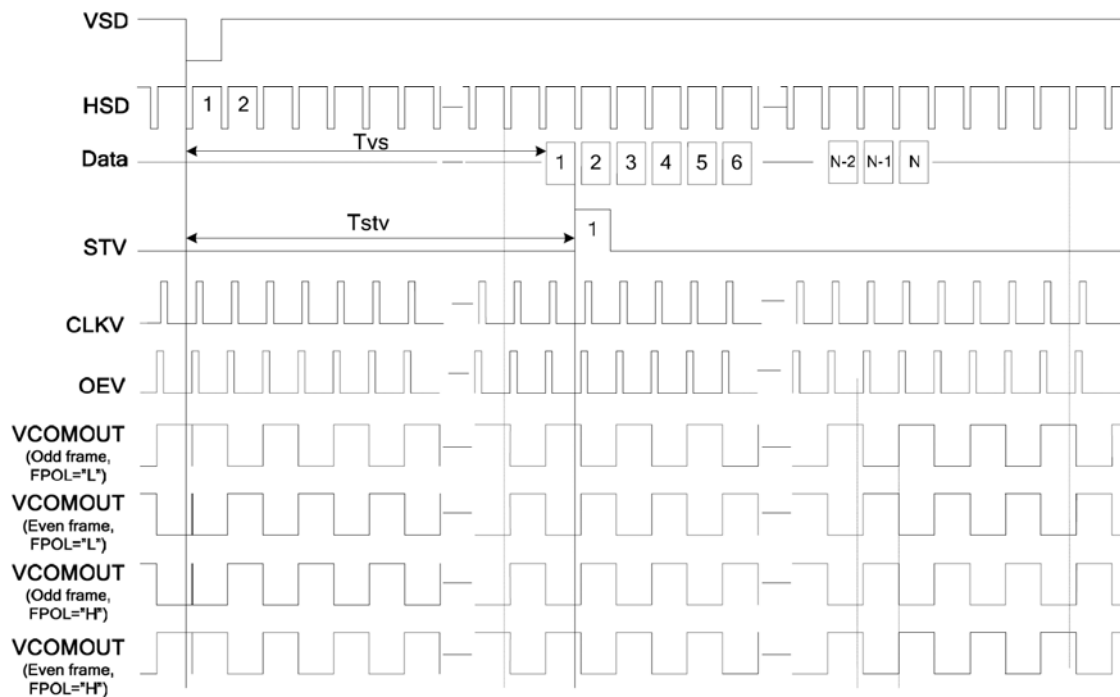 VSD
HSD
1 2
Tvs
Data
1 2 3 4 5 6 N-2 N-1 N
Tstv
1
STV
CLKV
OEV
VCOMOUT
(Odd frame,
FPOL="L")
VCOMOUT
(Even frame,
FPOL="L")
VCOMOUT
(Odd frame,
FPOL="H")
VCOMOUT
(Even frame,
FPOL="H")